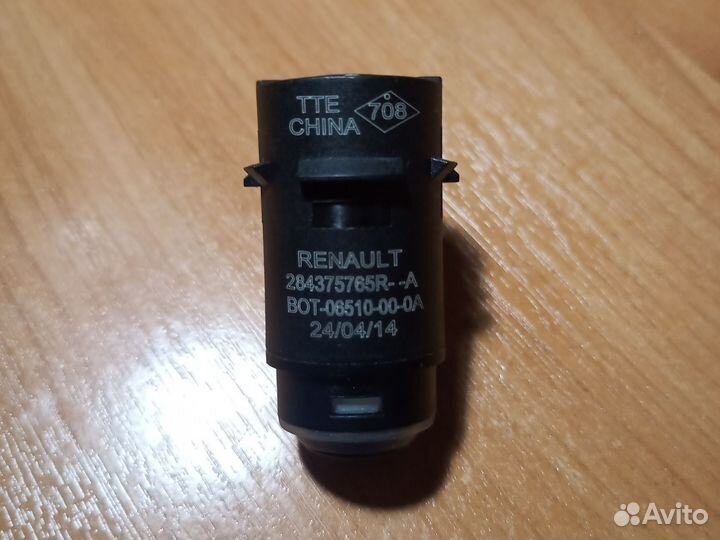 TTE
CHINA
708
RENAULT
284375765R- -A
BOT-06510-00-0A
24/04/14
Avito